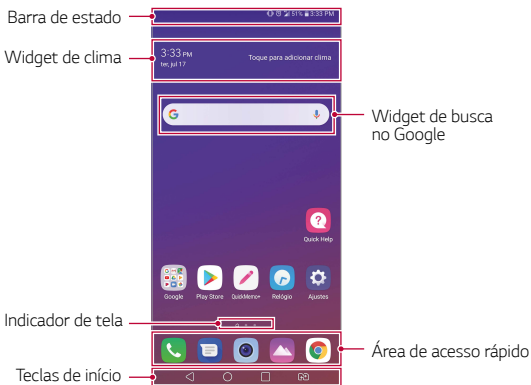 Barra de estado
51% 3:33 PM
Widget de clima
3:33 PM
ter, jul 17
Toque para adicionar clima
G
Widget de busca
no Google
Quick Help
Google
Play Store
QuickMemo+
Relógio
Ajustes
Indicador de tela
Área de acesso rápido
Teclas de início